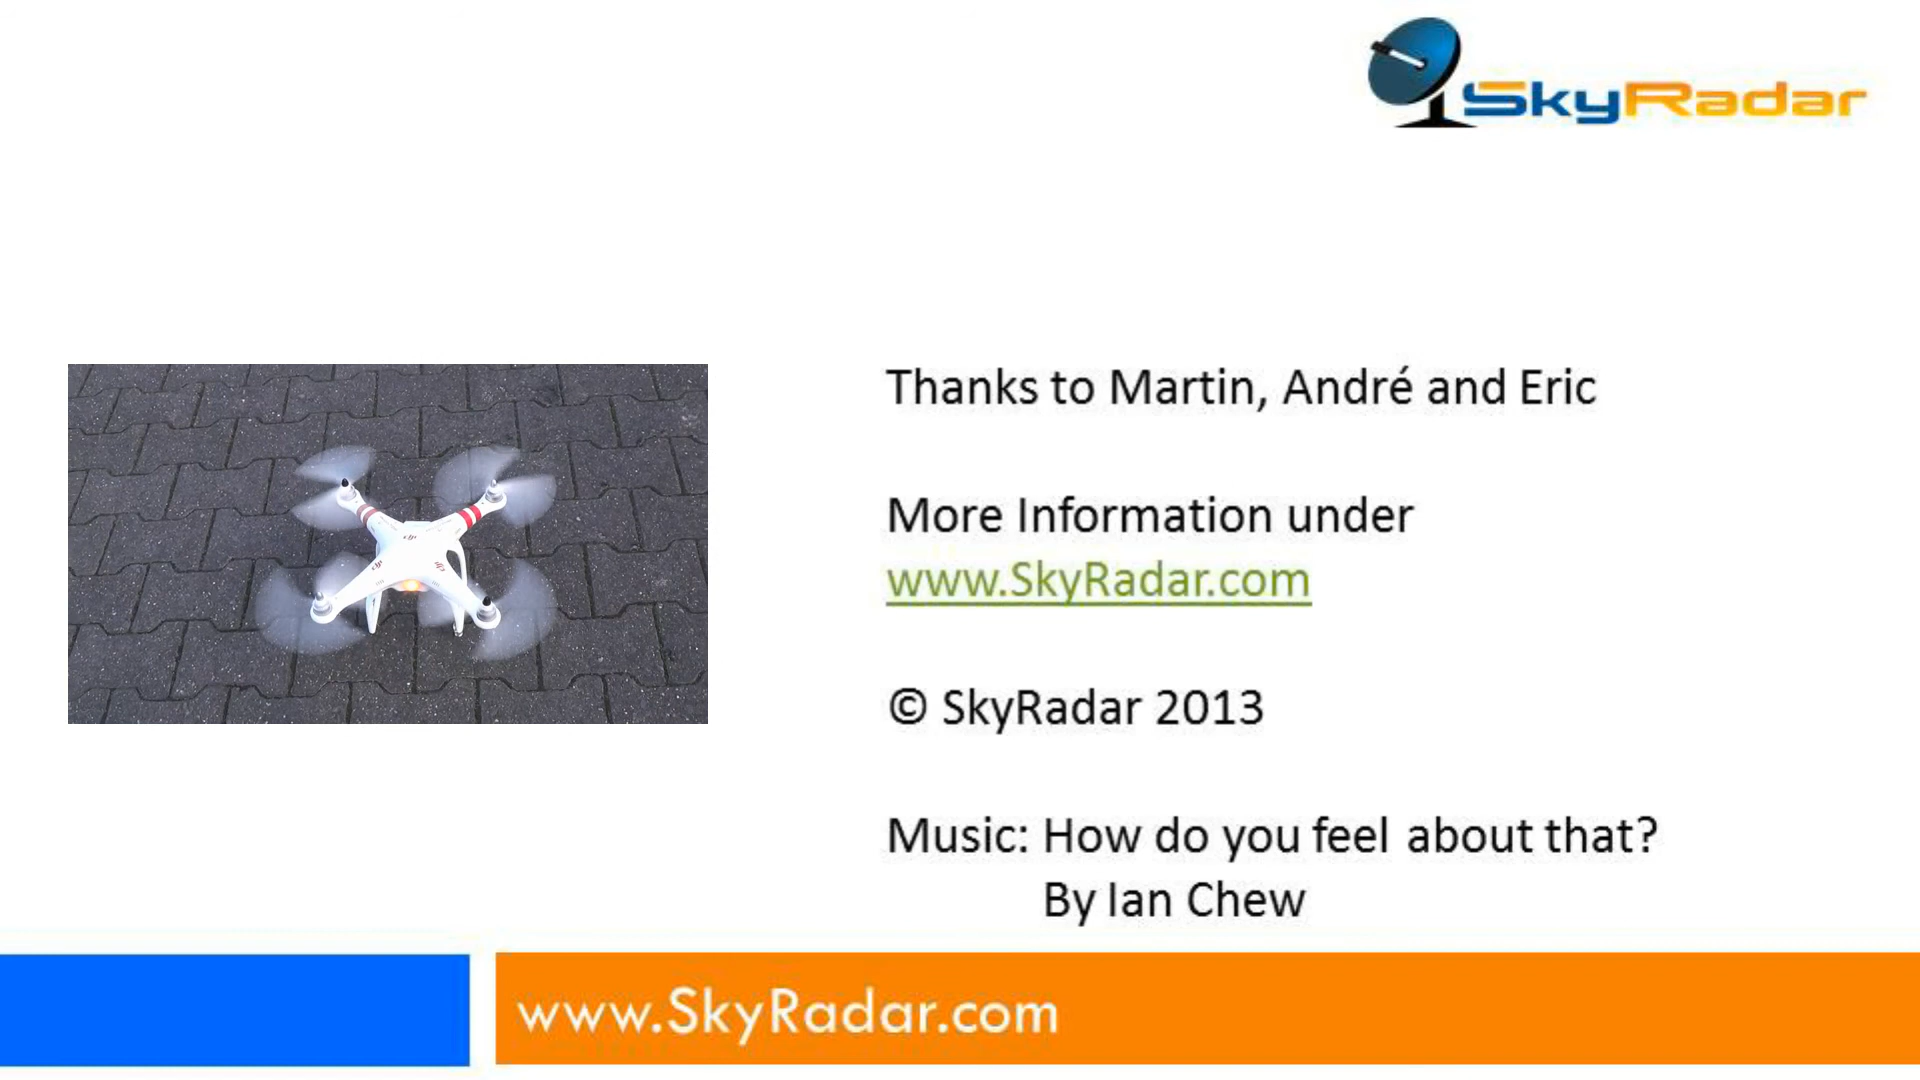 SkyRadar
Thanks to Martin, André and Eric
More Information under
www.SkyRadar.com
© SkyRadar 2013
Music: How do you feel about that?
By Ian Chew
www.SkyRadar.com